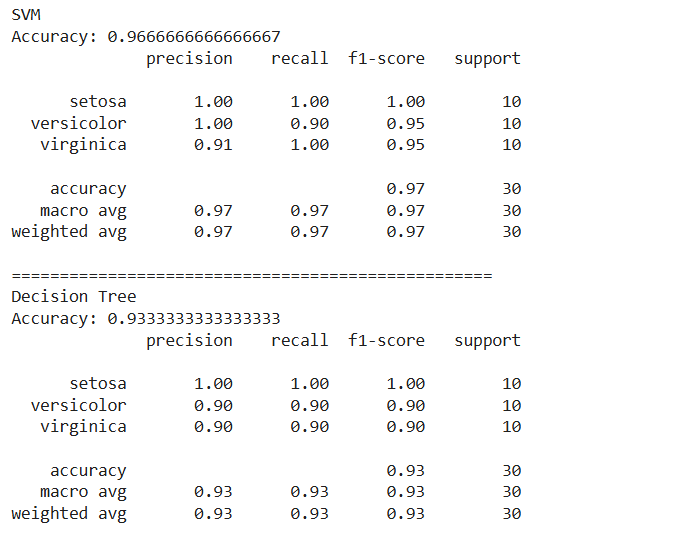 SVM
Accuracy: 0.9666666666666667
              precision    recall  f1-score   support

      setosa       1.00      1.00      1.00        10
  versicolor       1.00      0.90      0.95        10
   virginica       0.91      1.00      0.95        10

    accuracy                           0.97        30
   macro avg       0.97      0.97      0.97        30
weighted avg       0.97      0.97      0.97        30

==================================================
Decision Tree
Accuracy: 0.9333333333333333
              precision    recall  f1-score   support

      setosa       1.00      1.00      1.00        10
  versicolor       0.90      0.90      0.90        10
   virginica       0.90      0.90      0.90        10

    accuracy                           0.93        30
   macro avg       0.93      0.93      0.93        30
weighted avg       0.93      0.93      0.93        30